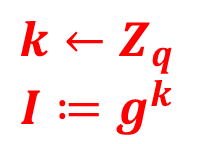 k ← Z_q
I := g^k